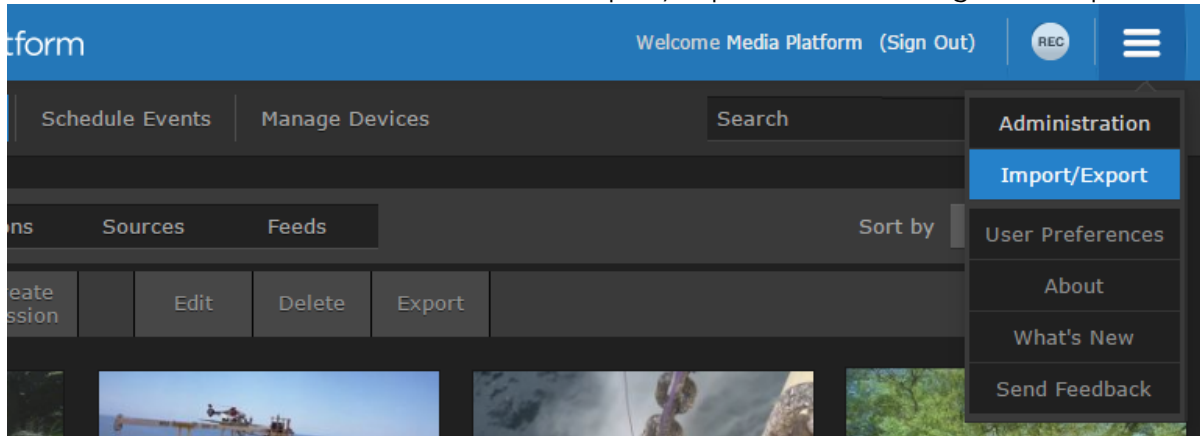 tform
Welcome Media Platform (Sign Out)
REC
Schedule Events
Manage Devices
Search
Administration
Import/Export
ons
Sources
Feeds
Sort by
User Preferences
reate
ssion
Edit
Delete
Export
About
What's New
Send Feedback